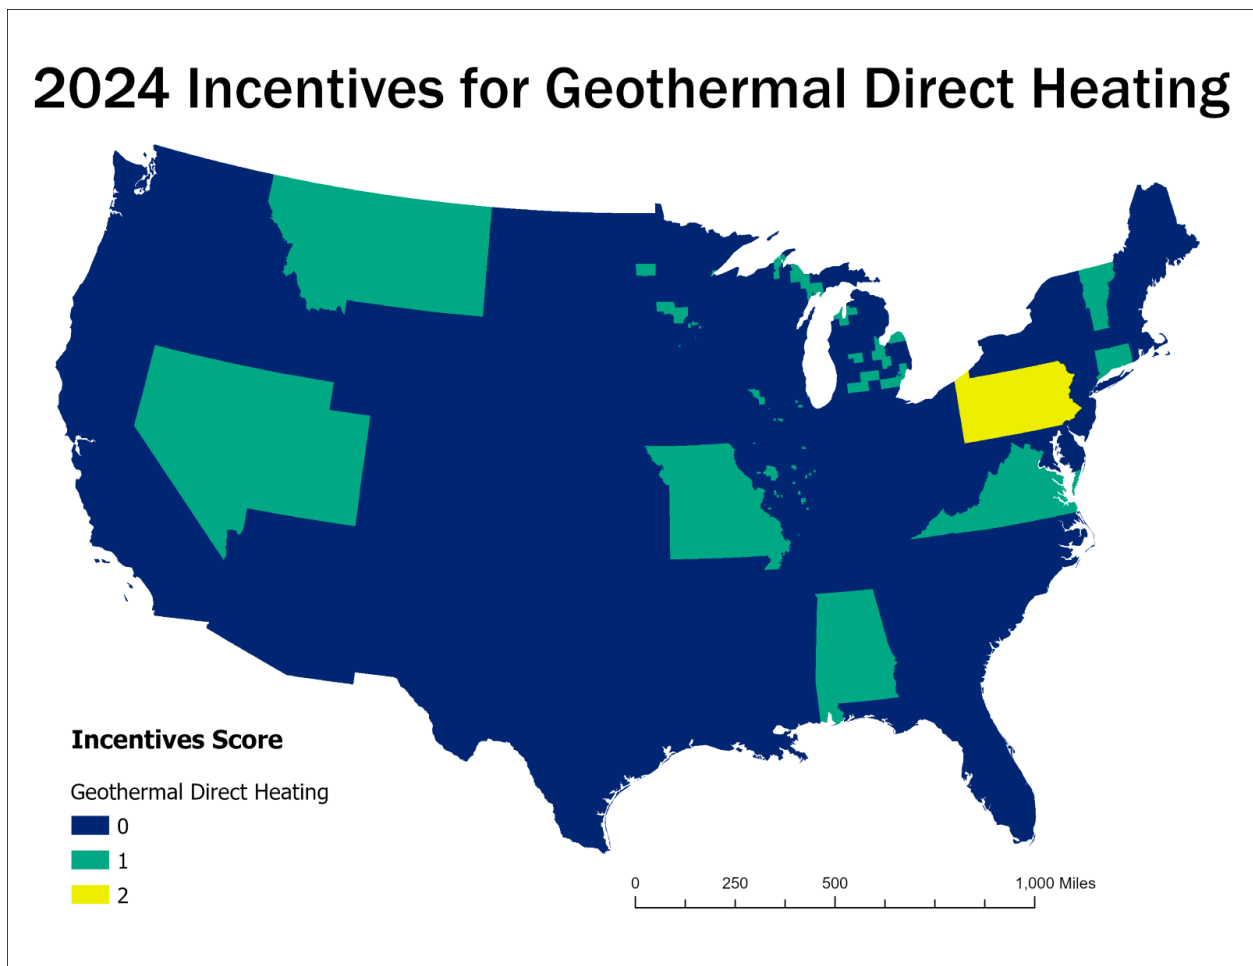 2024 Incentives for Geothermal Direct Heating
Incentives Score
Geothermal Direct Heating
0
1
2
0 250 500 1,000 Miles